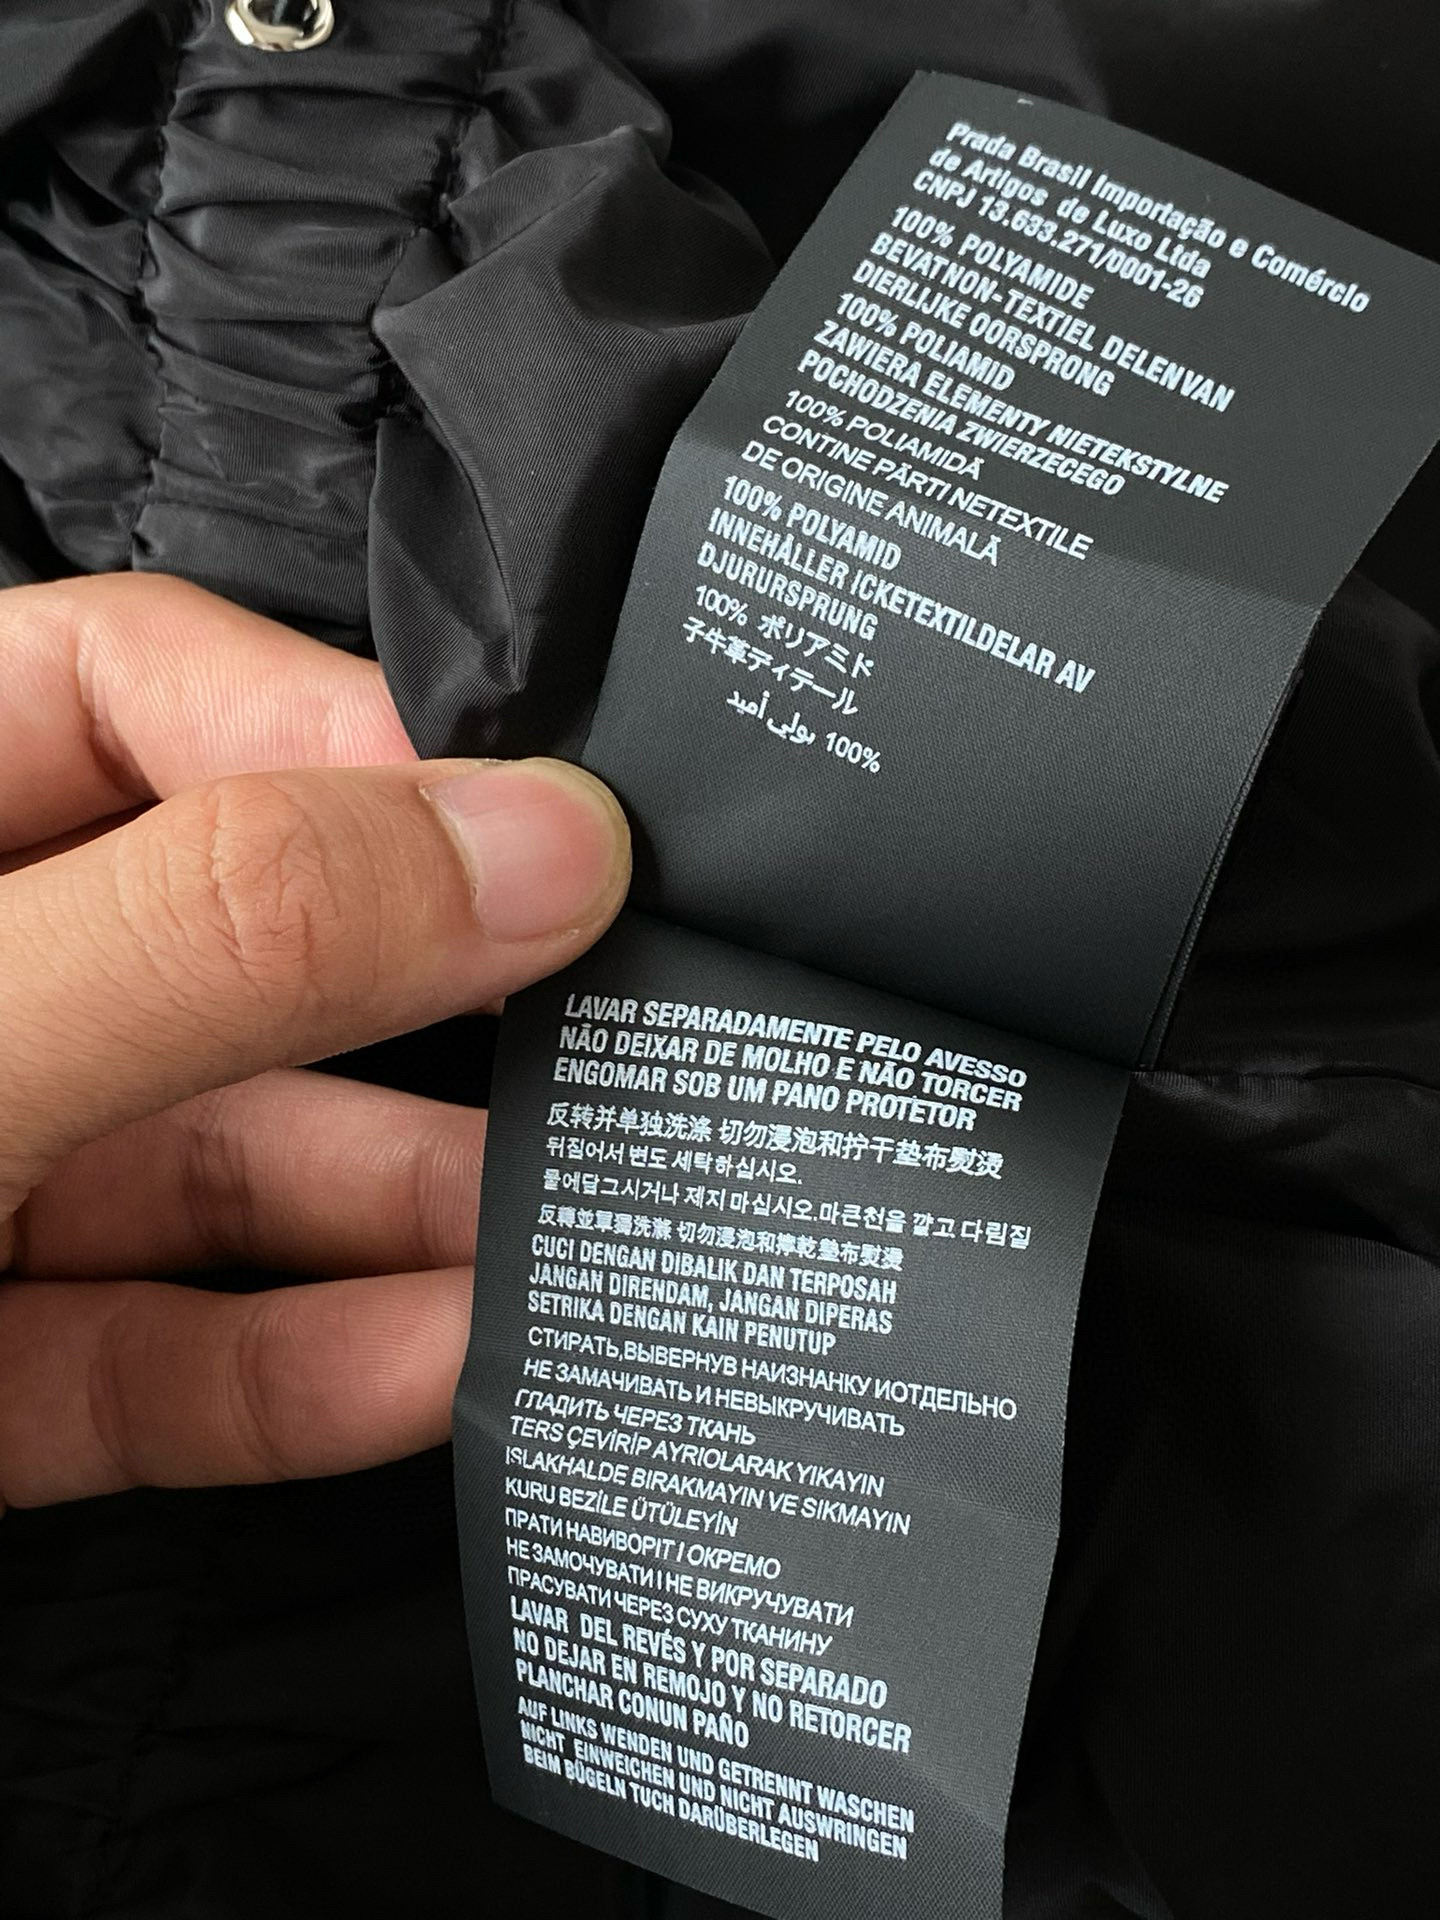 Prada Brasil Importação e Comércio
de Artigos de Luxo Ltda
CNPJ 13.633.271/0001-26
100% POLYAMIDE
BEVATNON-TEXTIEL DELENVAN
DIERLIJKE OORSPRONG
100% POLIAMID
ZAWIERA ELEMENTY NIETEKSTYLNE
POCHODZENIA ZWIERZECEGO
100% POLIAMIDĂ
CONTINE PĂRTI NETEXTILE
DE ORIGINE ANIMALĂ
100% POLYAMID
INNEHÅLLER ICKETEXTILDELAR AV
DJURURSPRUNG
100% ポリアミド
子牛革ディテール
100% بولي أميد
LAVAR SEPARADAMENTE PELO AVESSO
NÃO DEIXAR DE MOLHO E NÃO TORCER
ENGOMAR SOB UM PANO PROTETOR
反转并单独洗涤 切勿浸泡和拧干垫布熨烫
뒤집어서 변도 세탁하십시오.
물에담그시거나 제지 마십시오.마른천을 깔고 다림질
反轉並單獨洗滌 切勿浸泡和擰乾墊布熨燙
CUCI DENGAN DIBALIK DAN TERPOSAH
JANGAN DIRENDAM, JANGAN DIPERAS
SETRIKA DENGAN KAIN PENUTUP
СТИРАТЬ,ВЫВЕРНУВ НАИЗНАНКУ ИОТДЕЛЬНО
НЕ ЗАМАЧИВАТЬ И НЕВЫКРУЧИВАТЬ
ГЛАДИТЬ ЧЕРЕЗ ТКАНЬ
TERS ÇEVİRİP AYRIOLARAK YIKAYIN
ISLAKHALDE BIRAKMAYIN VE SIKMAYIN
KURU BEZİLE ÜTÜLEYİN
ПРАТИ НАВИВОРІТ І ОКРЕМО
НЕ ЗАМОЧУВАТИ І НЕ ВИКРУЧУВАТИ
ПРАСУВАТИ ЧЕРЕЗ СУХУ ТКАНИНУ
LAVAR DEL REVÉS Y POR SEPARADO
NO DEJAR EN REMOJO Y NO RETORCER
PLANCHAR CONUN PAÑO
AUF LINKS WENDEN UND GETRENNT WASCHEN
NICHT EINWEICHEN UND NICHT AUSWRINGEN
BEIM BÜGELN TUCH DARÜBERLEGEN